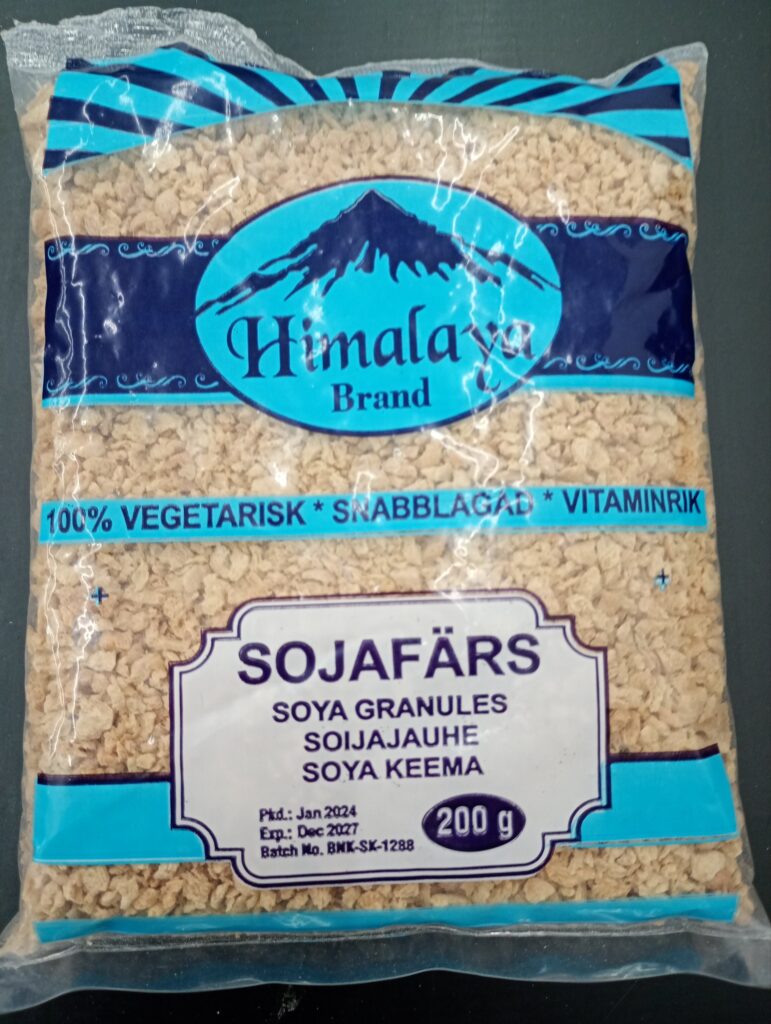 Himalaya
Brand
100% VEGETARISK * SNABBLAGAD * VITAMINRIK
SOJAFÄRS
SOYA GRANULES
SOIJAJAUHE
SOYA KEEMA
Pkd.: Jan 2024
Exp.: Dec 2027
Batch No. BNK-SK-1288
200 g